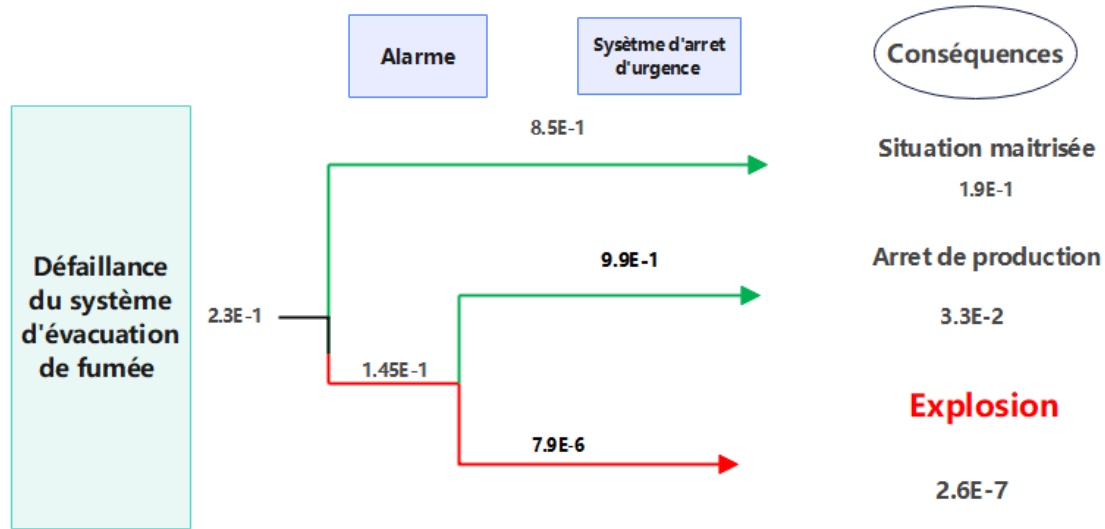 Alarme
Sysètme d'arret
d'urgence
Conséquences
8.5E-1
Situation maitrisée
1.9E-1
Défaillance
du système
d'évacuation
de fumée
2.3E-1
9.9E-1
Arret de production
3.3E-2
1.45E-1
Explosion
7.9E-6
2.6E-7